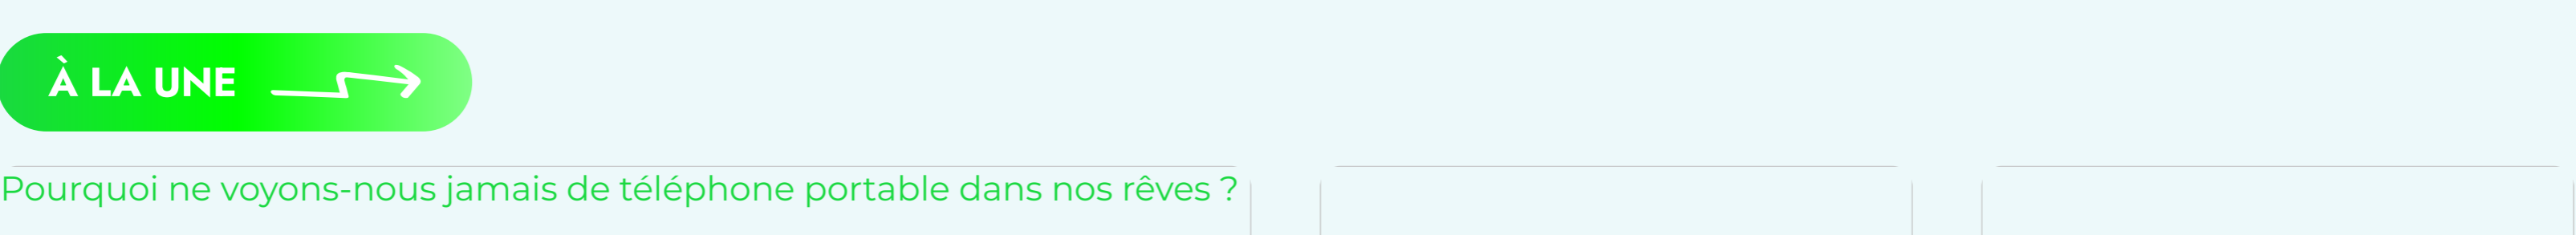 À LA UNE
Pourquoi ne voyons-nous jamais de téléphone portable dans nos rêves ?